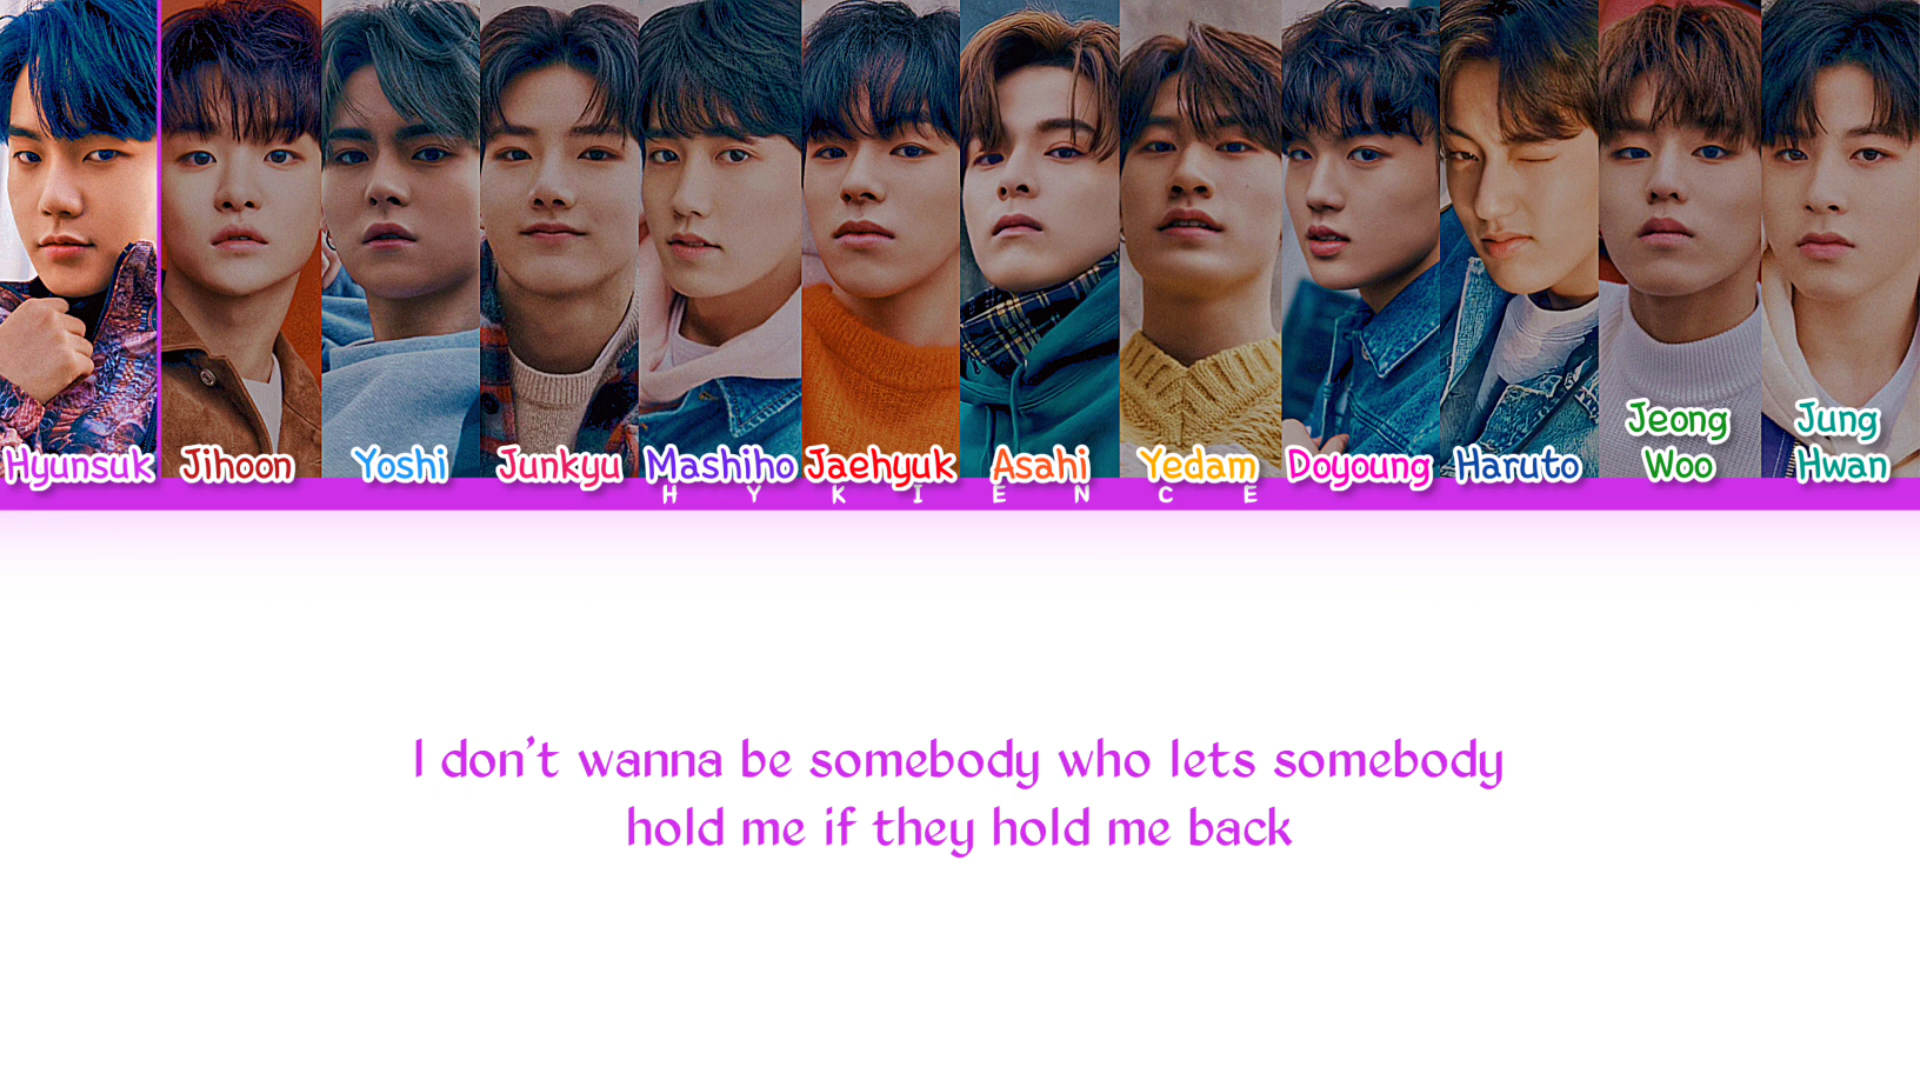 Hyunsuk Jihoon Yoshi Junkyu Mashiho Jaehyuk Asahi Yedam Doyoung Haruto Jeong Woo Jung Hwan
HYKIENCE
I don't wanna be somebody who lets somebody
hold me if they hold me back